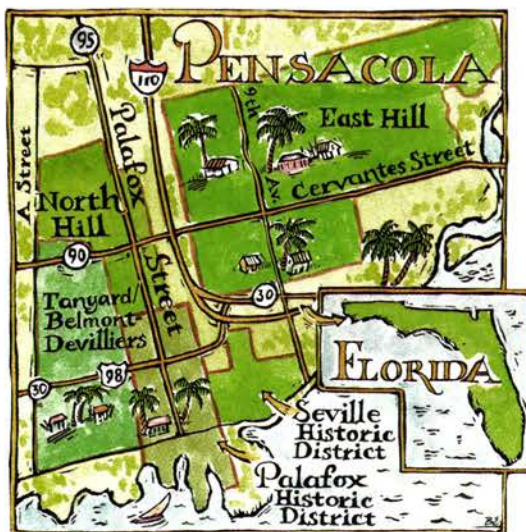 95
110
PENSACOLA
9th
Av.
East Hill
Palafox
Street
A Street
Cervantes Street
North
Hill
90
30
Tanyard/
Belmont-
Devilliers
FLORIDA
30
98
Seville
Historic
District
Palafox
Historic
District